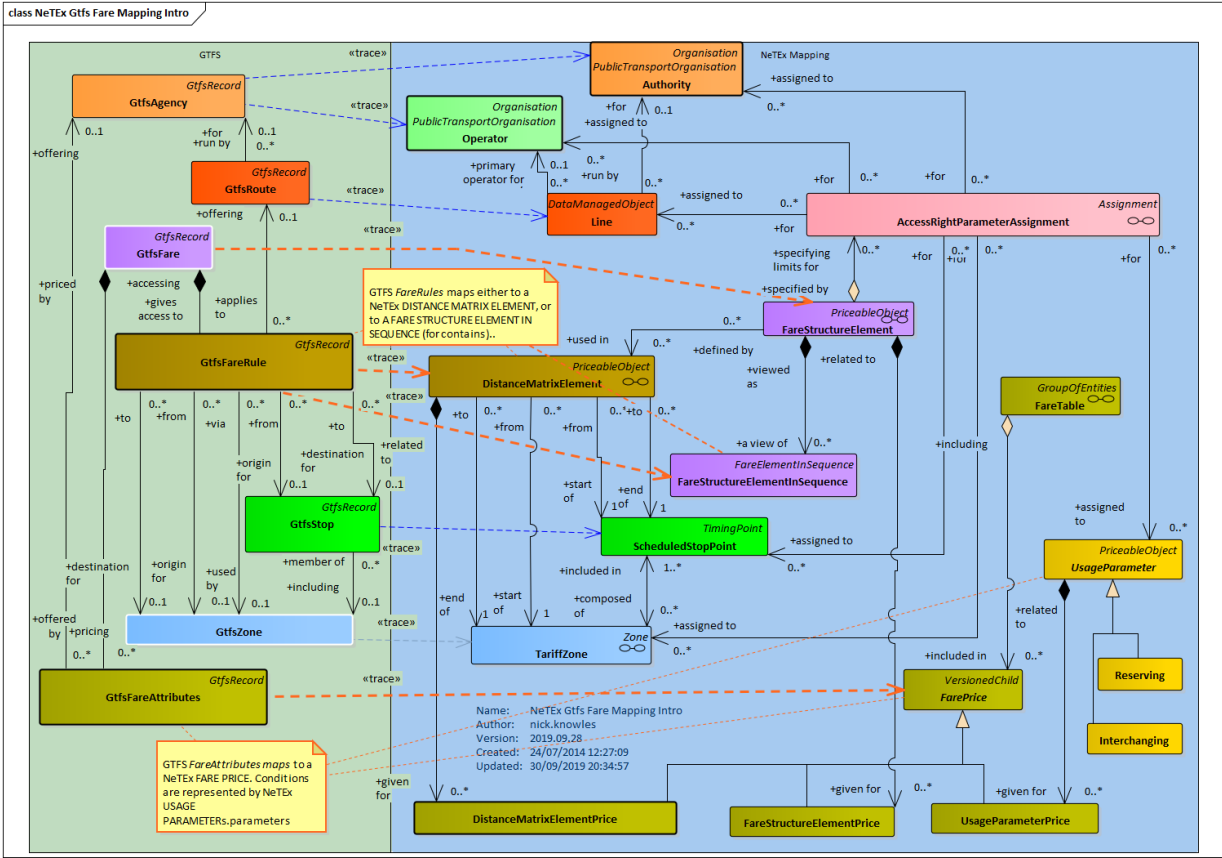 class NeTEx Gtfs Fare Mapping Intro
GTFS
NeTEx Mapping
«trace»
Organisation
PublicTransportOrganisation
Authority
GtfsRecord
GtfsAgency
+assigned to
0..*
«trace»
Organisation
PublicTransportOrganisation
Operator
+for
0..1
+assigned to
0..1
+offering
+for
0..1
+run by
0..*
+primary
operator for
0..1
0..*
0..*
+run by
0..*
+for
0..*
+for
0..*
GtfsRecord
GtfsRoute
«trace»
DataManagedObject
Line
+assigned to
0..*
0..*
+for
Assignment
AccessRightParameterAssignment
+offering
0..1
GtfsRecord
GtfsFare
«trace»
+specifying
limits for
0..*
+for
0..*
0..*
+for
0..*
+for
+priced
by
+accessing
+gives
access to
+applies
to
0..*
GTFS FareRules maps either to a
NeTEx DISTANCE MATRIX ELEMENT, or
to A FARE STRUCTURE ELEMENT IN
SEQUENCE (for contains)..
+specified by
PriceableObject
FareStructureElement
0..*
+used in
0..*
+defined by
+related to
+viewed
as
GtfsRecord
GtfsFareRule
«trace»
PriceableObject
DistanceMatrixElement
GroupOfEntities
FareTable
«trace»
+to
0..*
+from
0..*
+via
0..*
+from
0..*
+to
0..*
+to
0..*
+from
0..*
+from
0..*
+to
0..*
+origin
for
+destination
for
+related
to
0..1
0..1
+a view of
0..*
+including
FareElementInSequence
FareStructureElementInSequence
+start
of
1
+end
of
1
GtfsRecord
GtfsStop
TimingPoint
ScheduledStopPoint
+assigned
to
0..*
«trace»
+assigned to
0..*
PriceableObject
UsageParameter
+destination
for
+origin
for
+used
by
+member of
0..*
+including
0..1
0..1
0..1
0..1
+included in
1..*
+composed
of
0..*
+end
of
1
+start
of
1
+related
to
+offered
by
+pricing
GtfsZone
«trace»
Zone
TariffZone
+assigned to
0..*
0..*
0..*
+included in
0..*
Reserving
GtfsRecord
GtfsFareAttributes
«trace»
VersionedChild
FarePrice
Name: NeTEx Gtfs Fare Mapping Intro
Author: nick.knowles
Version: 2019.09.28
Created: 24/07/2014 12:27:09
Updated: 30/09/2019 20:34:57
Interchanging
GTFS FareAttributes maps to a
NeTEx FARE PRICE. Conditions
are represented by NeTEx
USAGE
PARAMETERs.parameters
+given
for
0..*
+given for
0..*
+given for
0..*
DistanceMatrixElementPrice
FareStructureElementPrice
UsageParameterPrice